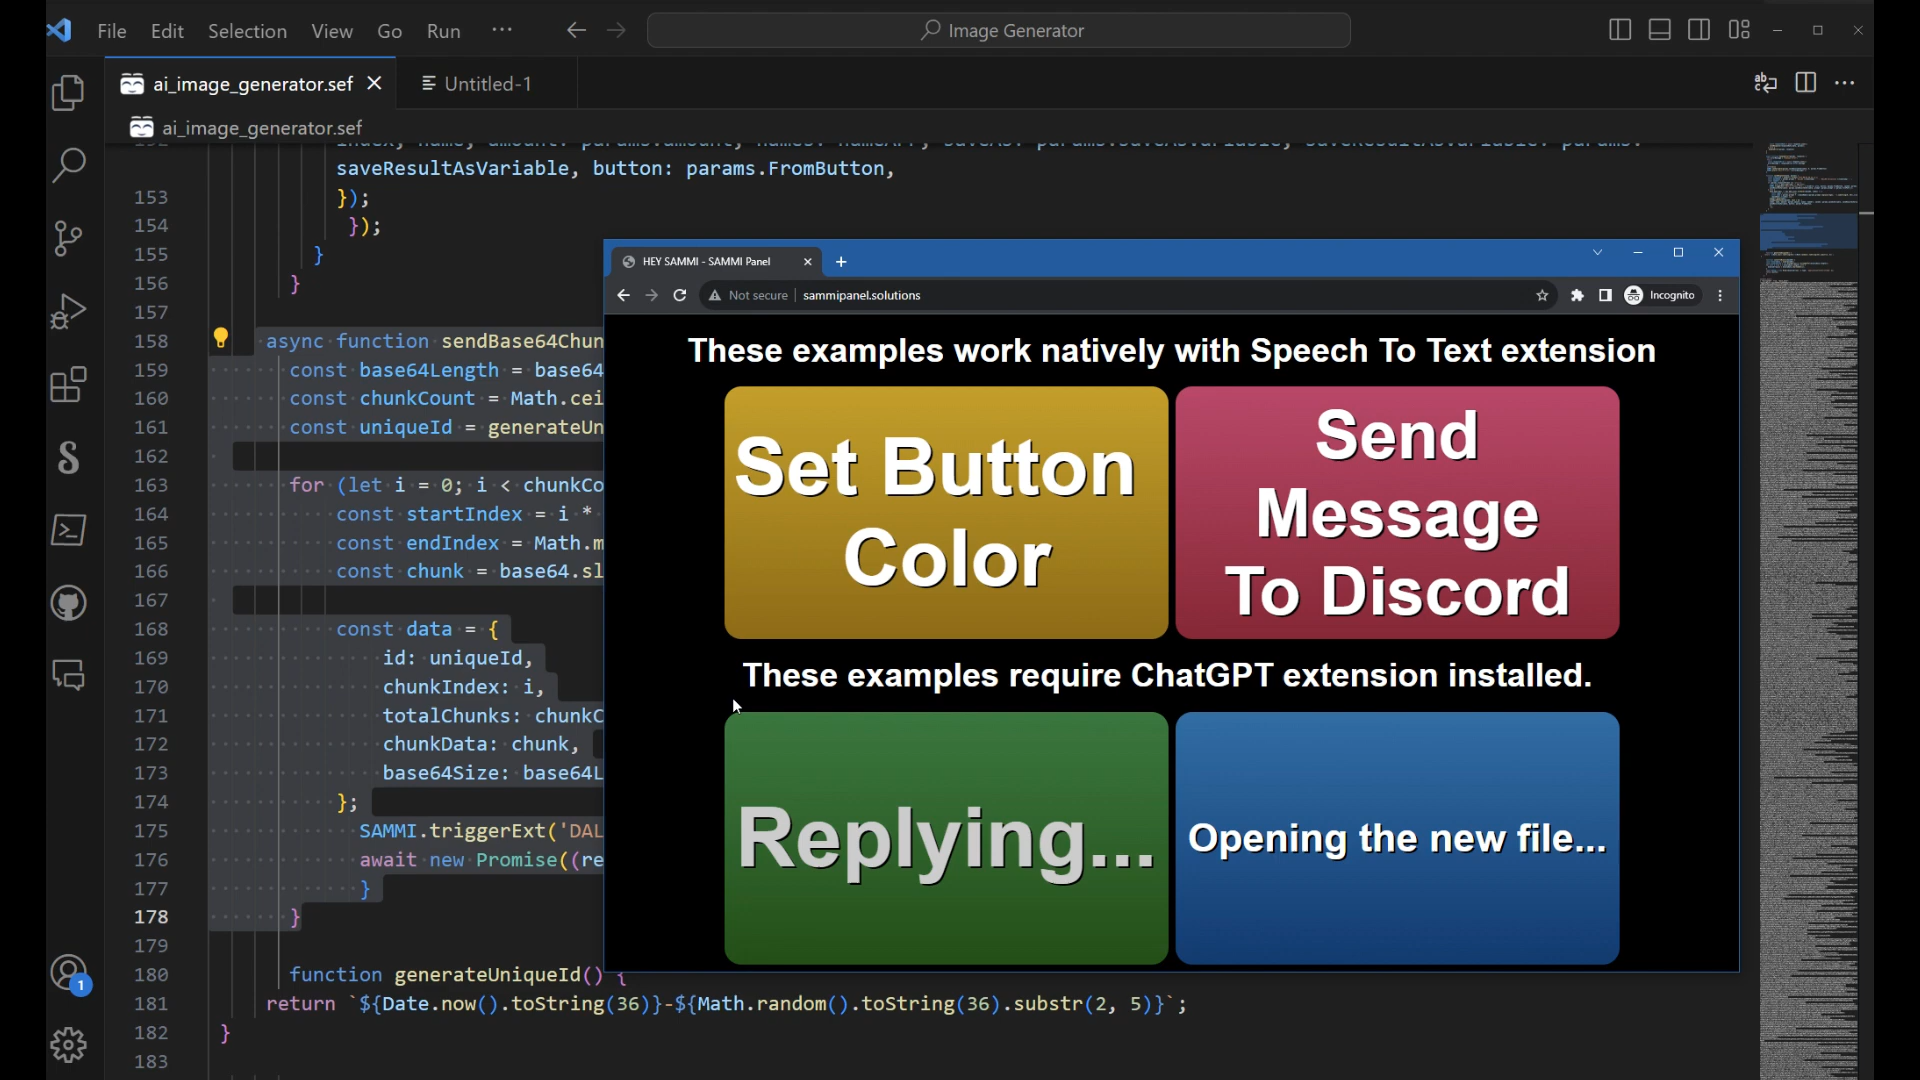 File Edit Selection View Go Run ···
Image Generator
ai_image_generator.sef
Untitled-1
ai_image_generator.sef
saveResultAsVariable, button: params.FromButton,
153 });
154 });
155 }
156 }
157
158 async function sendBase64Chun
159 const base64Length = base64
160 const chunkCount = Math.cei
161 const uniqueId = generateUn
162
163 for (let i = 0; i < chunkCo
164 const startIndex = i *
165 const endIndex = Math.m
166 const chunk = base64.sl
167
168 const data = {
169 id: uniqueId,
170 chunkIndex: i,
171 totalChunks: chunkC
172 chunkData: chunk,
173 base64Size: base64L
174 };
175 SAMMI.triggerExt('DAL
176 await new Promise((re
177 }
178 }
179
180 function generateUniqueId() {
181 return `${Date.now().toString(36)}-${Math.random().toString(36).substr(2, 5)}`;
182 }
183
1
HEY SAMMI - SAMMI Panel
Not secure sammipanel.solutions
Incognito
These examples work natively with Speech To Text extension
Set Button
Color
Send
Message
To Discord
These examples require ChatGPT extension installed.
Replying...
Opening the new file...